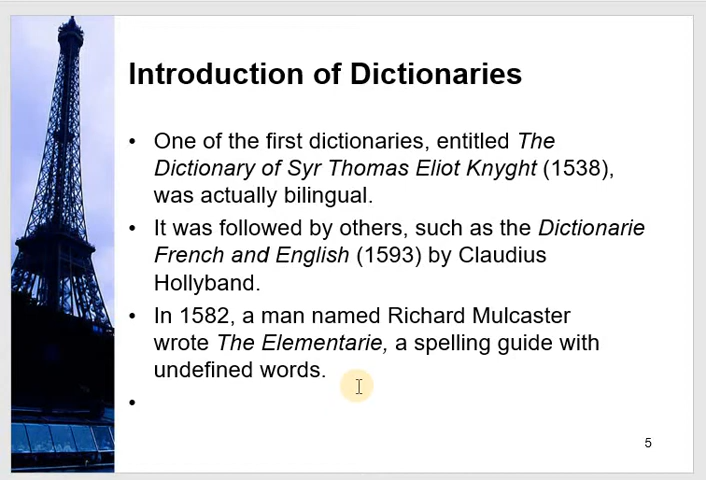 Introduction of Dictionaries
• One of the first dictionaries, entitled The
Dictionary of Syr Thomas Eliot Knyght (1538),
was actually bilingual.
• It was followed by others, such as the Dictionarie
French and English (1593) by Claudius
Hollyband.
• In 1582, a man named Richard Mulcaster
wrote The Elementarie, a spelling guide with
undefined words.
•
5